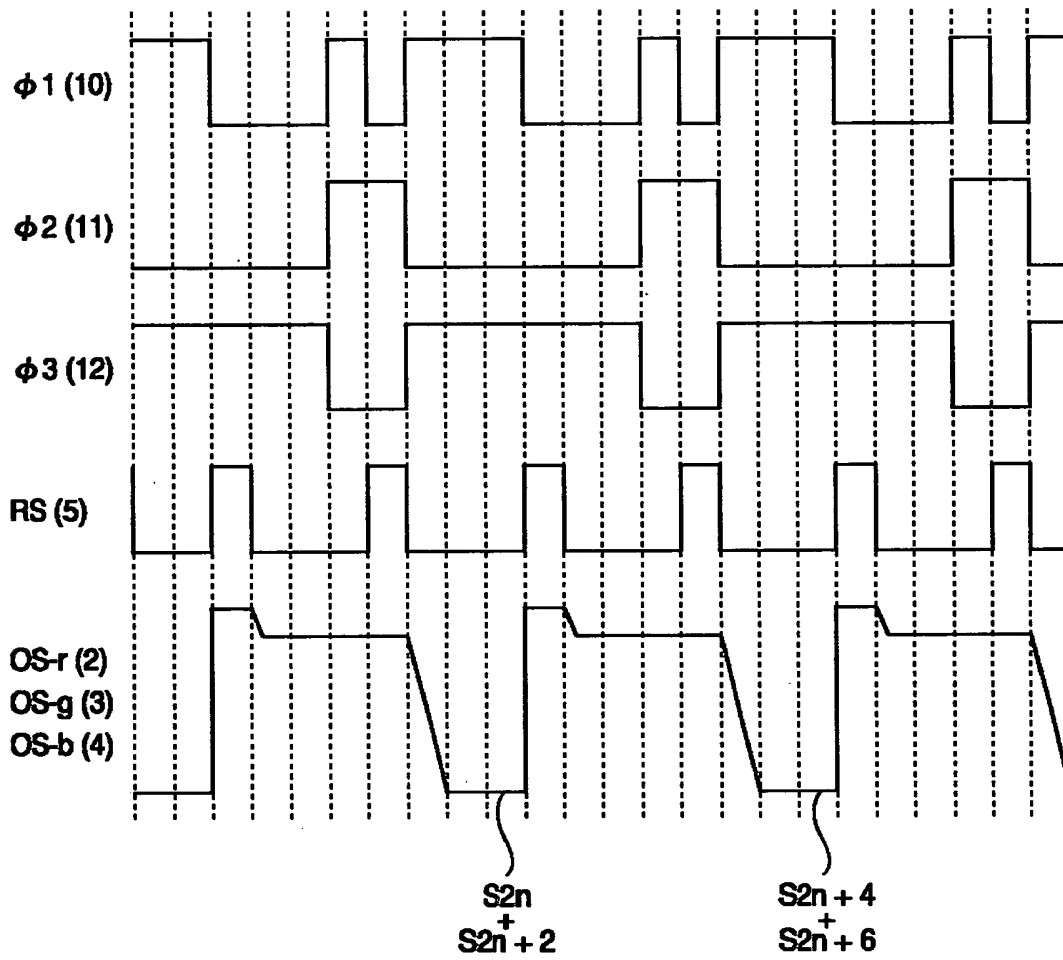 ϕ1 (10)
ϕ2 (11)
ϕ3 (12)
RS (5)
OS-r (2)
OS-g (3)
OS-b (4)
S2n
+
S2n + 2
S2n + 4
+
S2n + 6